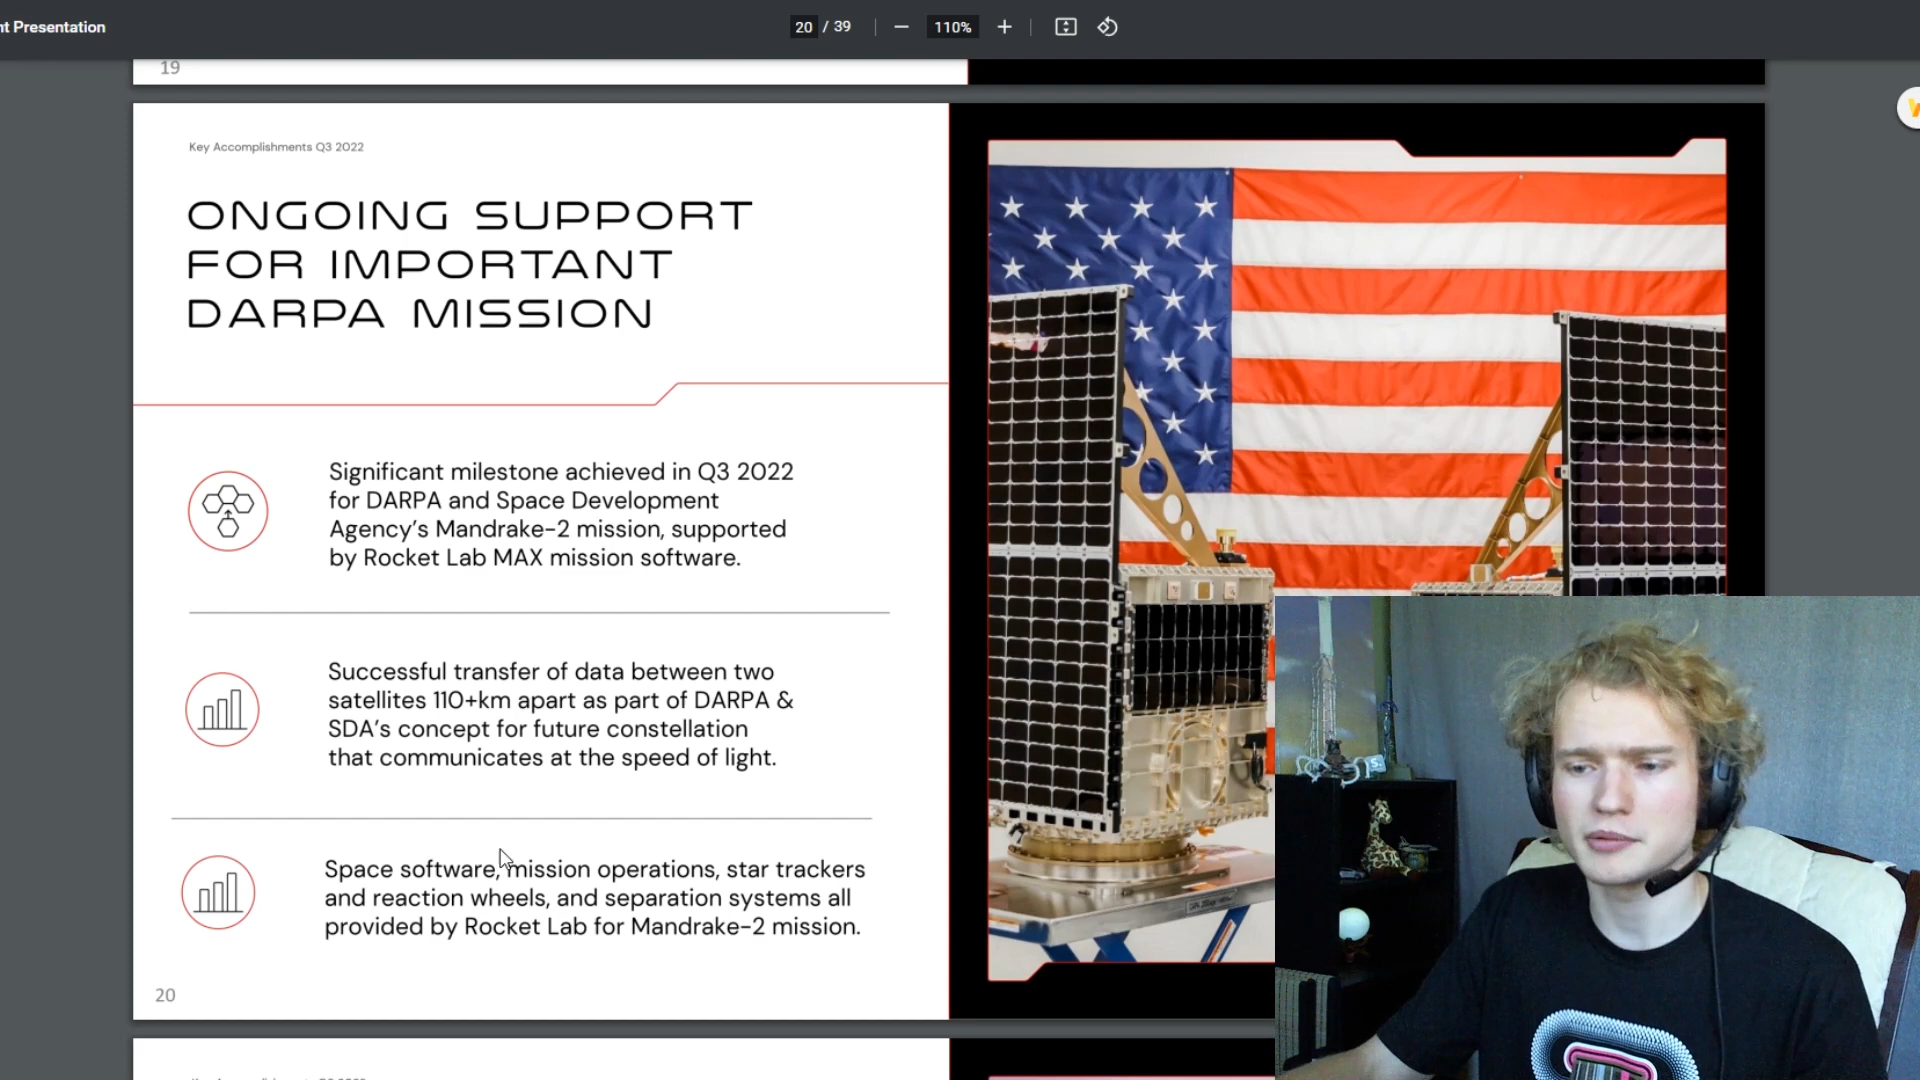 nt Presentation
20 / 39
110%
19
Key Accomplishments Q3 2022
ONGOING SUPPORT
FOR IMPORTANT
DARPA MISSION
Significant milestone achieved in Q3 2022
for DARPA and Space Development
Agency's Mandrake-2 mission, supported
by Rocket Lab MAX mission software.
Successful transfer of data between two
satellites 110+km apart as part of DARPA &
SDA's concept for future constellation
that communicates at the speed of light.
Space software, mission operations, star trackers
and reaction wheels, and separation systems all
provided by Rocket Lab for Mandrake-2 mission.
20